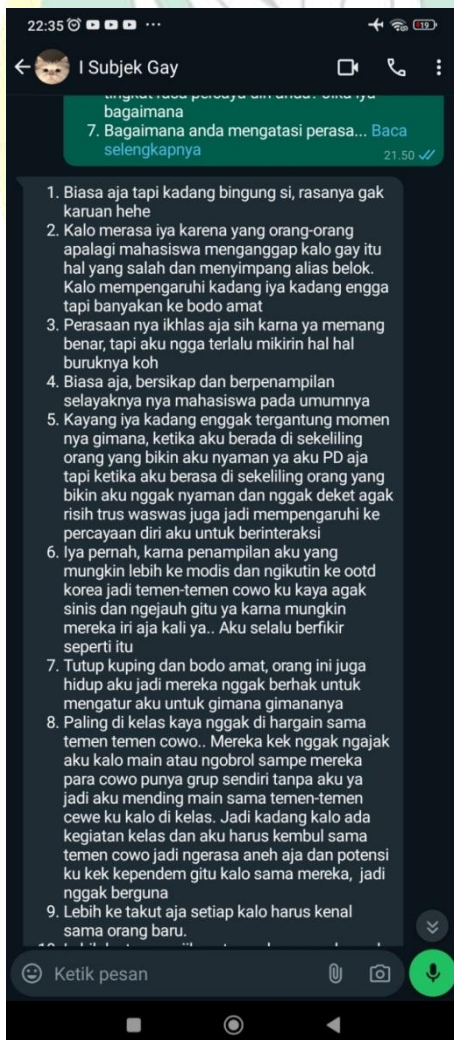 22:35
19
I Subjek Gay
bagaimana
7. Bagaimana anda mengatasi perasa... Baca
selengkapnya
21.50
1. Biasa aja tapi kadang bingung si, rasanya gak
karuan hehe
2. Kalo merasa iya karena yang orang-orang
apalagi mahasiswa menganggap kalo gay itu
hal yang salah dan menyimpang alias belok.
Kalo mempengaruhi kadang iya kadang engga
tapi banyakan ke bodo amat
3. Perasaan nya ikhlas aja sih karna ya memang
benar, tapi aku ngga terlalu mikirin hal hal
buruknya koh
4. Biasa aja, bersikap dan berpenampilan
selayaknya nya mahasiswa pada umumnya
5. Kayang iya kadang enggak tergantung momen
nya gimana, ketika aku berada di sekeliling
orang yang bikin aku nyaman ya aku PD aja
tapi ketika aku berasa di sekeliling orang yang
bikin aku nggak nyaman dan nggak deket agak
risih trus waswas juga jadi mempengaruhi ke
percayaan diri aku untuk berinteraksi
6. Iya pernah, karna penampilan aku yang
mungkin lebih ke modis dan ngikutin ke ootd
korea jadi temen-temen cowo ku kaya agak
sinis dan ngejauh gitu ya karna mungkin
mereka iri aja kali ya.. Aku selalu berfikir
seperti itu
7. Tutup kuping dan bodo amat, orang ini juga
hidup aku jadi mereka nggak berhak untuk
mengatur aku untuk gimana gimananya
8. Paling di kelas kaya nggak di hargain sama
temen temen cowo.. Mereka kek nggak ngajak
aku kalo main atau ngobrol sampe mereka
para cowo punya grup sendiri tanpa aku ya
jadi aku mending main sama temen-temen
cewe ku kalo di kelas. Jadi kadang kalo ada
kegiatan kelas dan aku harus kembul sama
temen cowo jadi ngerasa aneh aja dan potensi
ku kek kependem gitu kalo sama mereka, jadi
nggak berguna
9. Lebih ke takut aja setiap kalo harus kenal
sama orang baru.
Ketik pesan